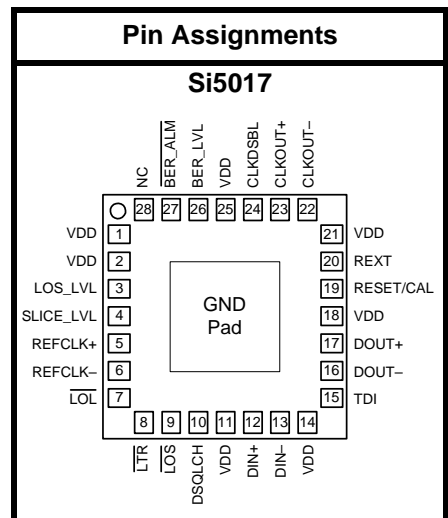 Pin Assignments
Si5017
NC
BER_ALM
BER_LVL
VDD
CLKDSBL
CLKOUT+
CLKOUT–
28 27 26 25 24 23 22
VDD 1
VDD 2
LOS_LVL 3
SLICE_LVL 4
REFCLK+ 5
REFCLK– 6
LOL 7
GND
Pad
21 VDD
20 REXT
19 RESET/CAL
18 VDD
17 DOUT+
16 DOUT–
15 TDI
8 9 10 11 12 13 14
LTR
LOS
DSQLCH
VDD
DIN+
DIN–
VDD